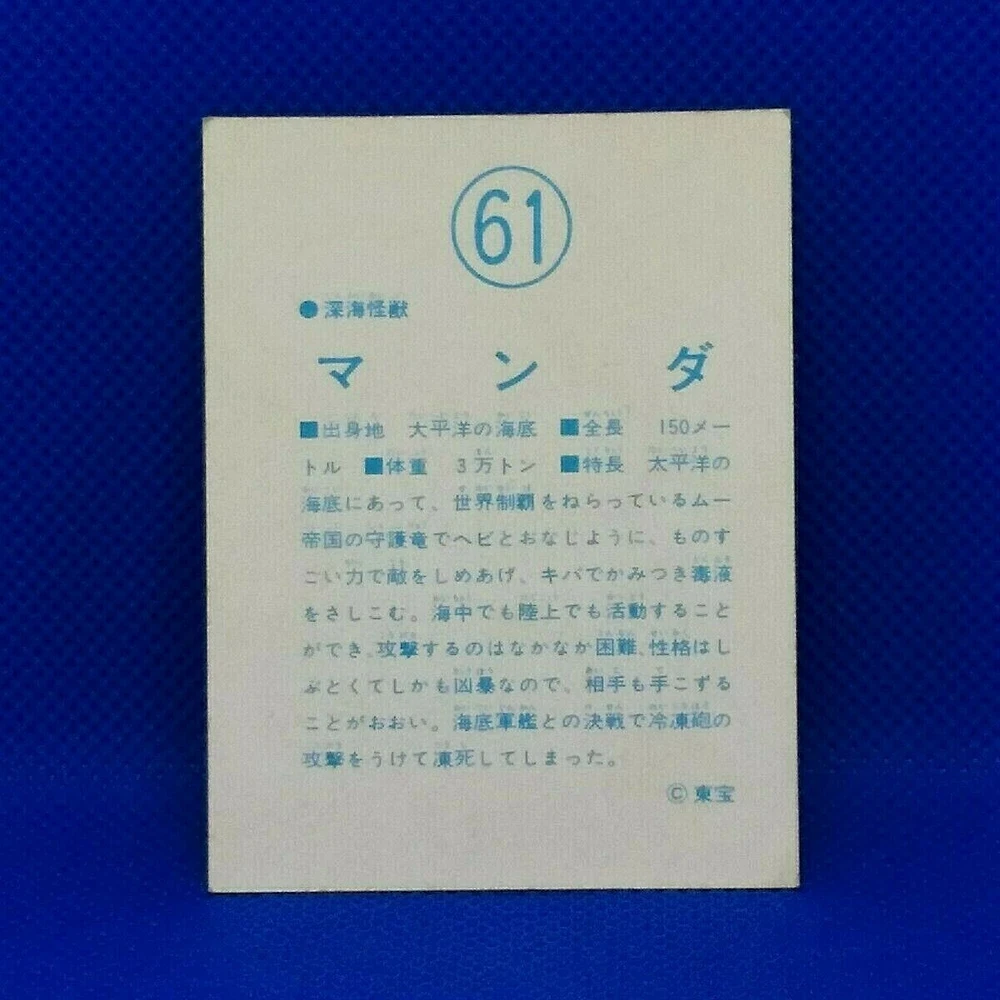 61
●深海怪獣
マンダ
■出身地 太平洋の海底 ■全長 150メー
トル ■体重 3万トン ■特長 太平洋の
海底にあって、世界制覇をねらっているムー
帝国の守護竜でヘビとおなじように、ものす
ごい力で敵をしめあげ、キバでかみつき毒液
をさしこむ。海中でも陸上でも活動すること
ができ、攻撃するのはなかなか困難、性格はし
ぶとくてしかも凶暴なので、相手も手こずる
ことがおおい。海底軍艦との決戦で冷凍砲の
攻撃をうけて凍死してしまった。
©東宝